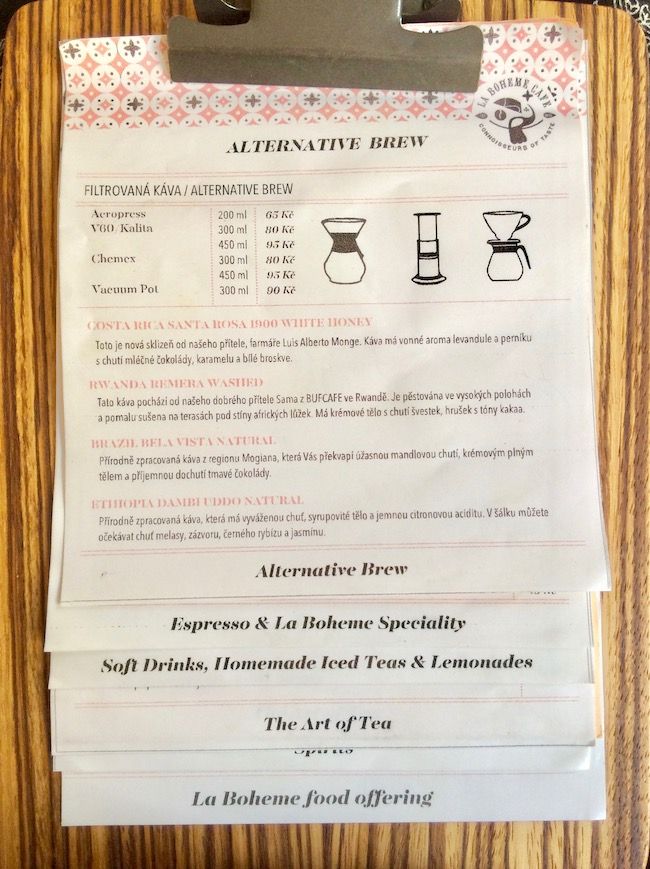 LA BOHEME CAFE
CONNOISSEURS OF TASTE
ALTERNATIVE BREW
FILTROVANÁ KÁVA / ALTERNATIVE BREW
Aeropress 200 ml 65 Kč
V60/Kalita 300 ml 80 Kč
450 ml 95 Kč
Chemex 300 ml 80 Kč
450 ml 95 Kč
Vacuum Pot 300 ml 90 Kč
COSTA RICA SANTA ROSA 1900 WHITE HONEY
Toto je nová sklizeň od našeho přítele, farmáře Luis Alberto Monge. Káva má vonné aroma levandule a perníku
s chutí mléčné čokolády, karamelu a bílé broskve.
RWANDA REMERA WASHED
Tato káva pochází od našeho dobrého přítele Sama z BUFCAFE ve Rwandě. Je pěstována ve vysokých polohách
a pomalu sušena na terasách pod stíny afrických lůžek. Má krémové tělo s chutí švestek, hrušek s tóny kakaa.
BRAZIL BELA VISTA NATURAL
Přírodně zpracovaná káva z regionu Mogiana, která Vás překvapí úžasnou mandlovou chutí, krémovým plným
tělem a příjemnou dochutí tmavé čokolády.
ETHIOPIA DAMBI UDDO NATURAL
Přírodně zpracovaná káva, která má vyváženou chuť, syrupovité tělo a jemnou citronovou aciditu. V šálku můžete
očekávat chuť melasy, zázvoru, černého rybízu a jasmínu.
Alternative Brew
Espresso & La Boheme Speciality
Soft Drinks, Homemade Iced Teas & Lemonades
The Art of Tea
Spirits
La Boheme food offering